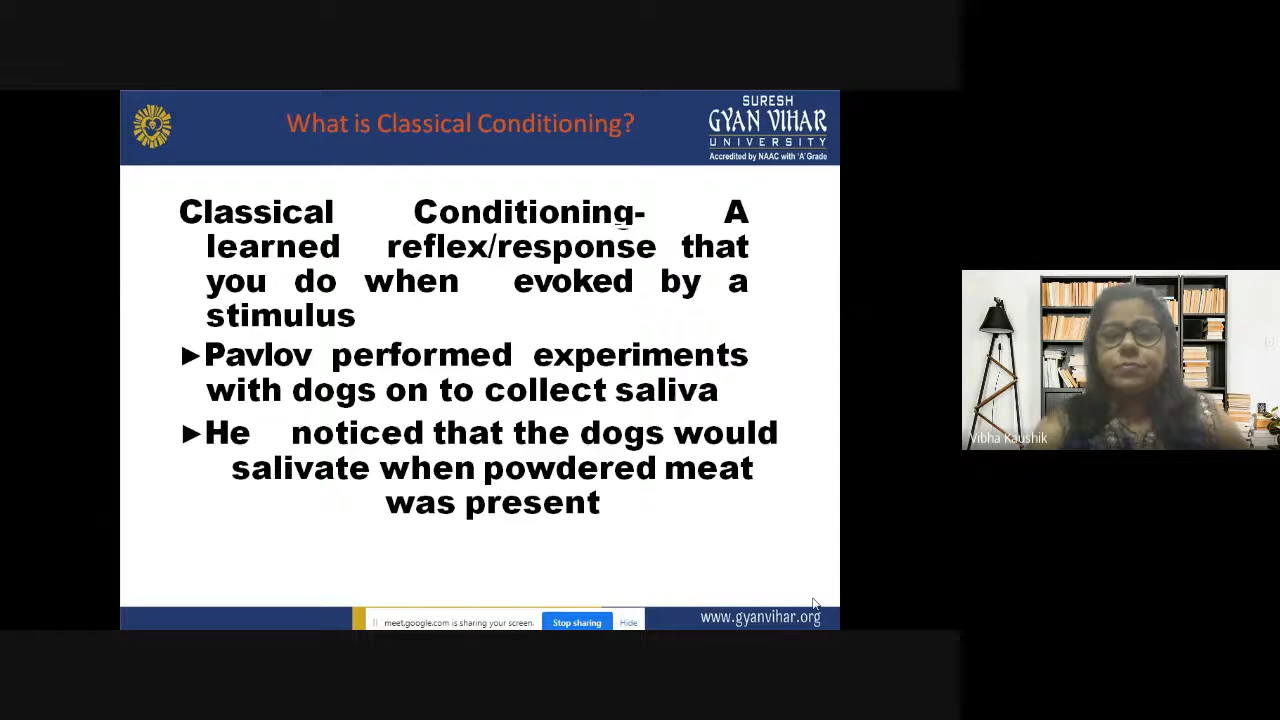 What is Classical Conditioning?
SURESH
GYAN VIHAR
UNIVERSITY
Accredited by NAAC with 'A' Grade
Classical Conditioning- A
learned reflex/response that
you do when evoked by a
stimulus
►Pavlov performed experiments
with dogs on to collect saliva
►He noticed that the dogs would
salivate when powdered meat
was present
Vibha Kaushik
meet.google.com is sharing your screen.
Stop sharing
Hide
www.gyanvihar.org